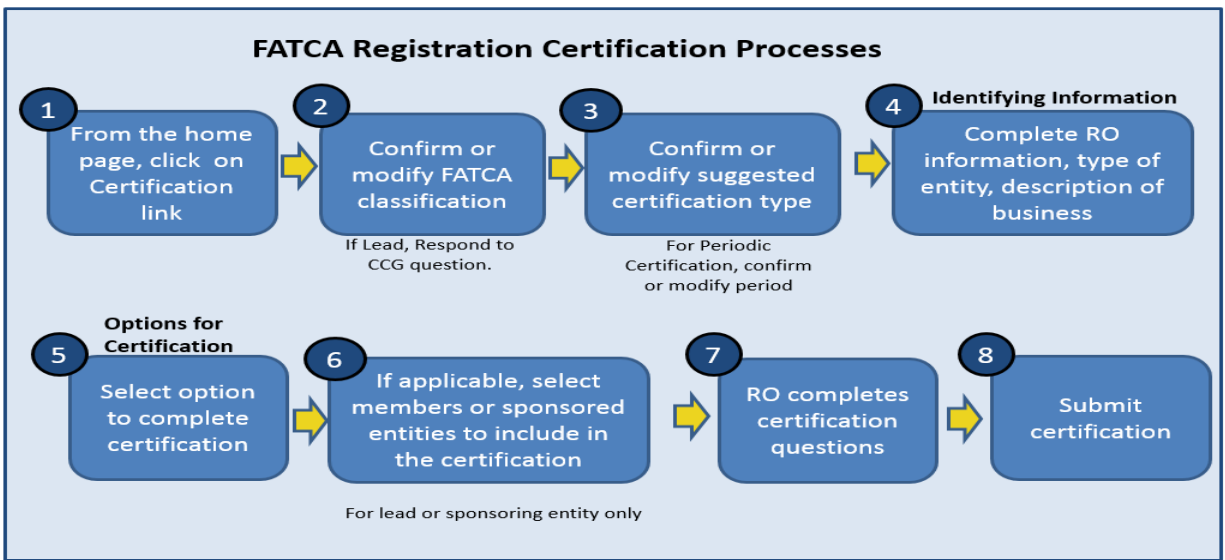 FATCA Registration Certification Processes
1
From the home
page, click on
Certification
link
2
Confirm or
modify FATCA
classification
If Lead, Respond to
CCG question.
3
Confirm or
modify suggested
certification type
For Periodic
Certification, confirm
or modify period
4
Identifying Information
Complete RO
information, type of
entity, description of
business
5
Options for
Certification
Select option
to complete
certification
6
If applicable, select
members or sponsored
entities to include in
the certification
For lead or sponsoring entity only
7
RO completes
certification
questions
8
Submit
certification